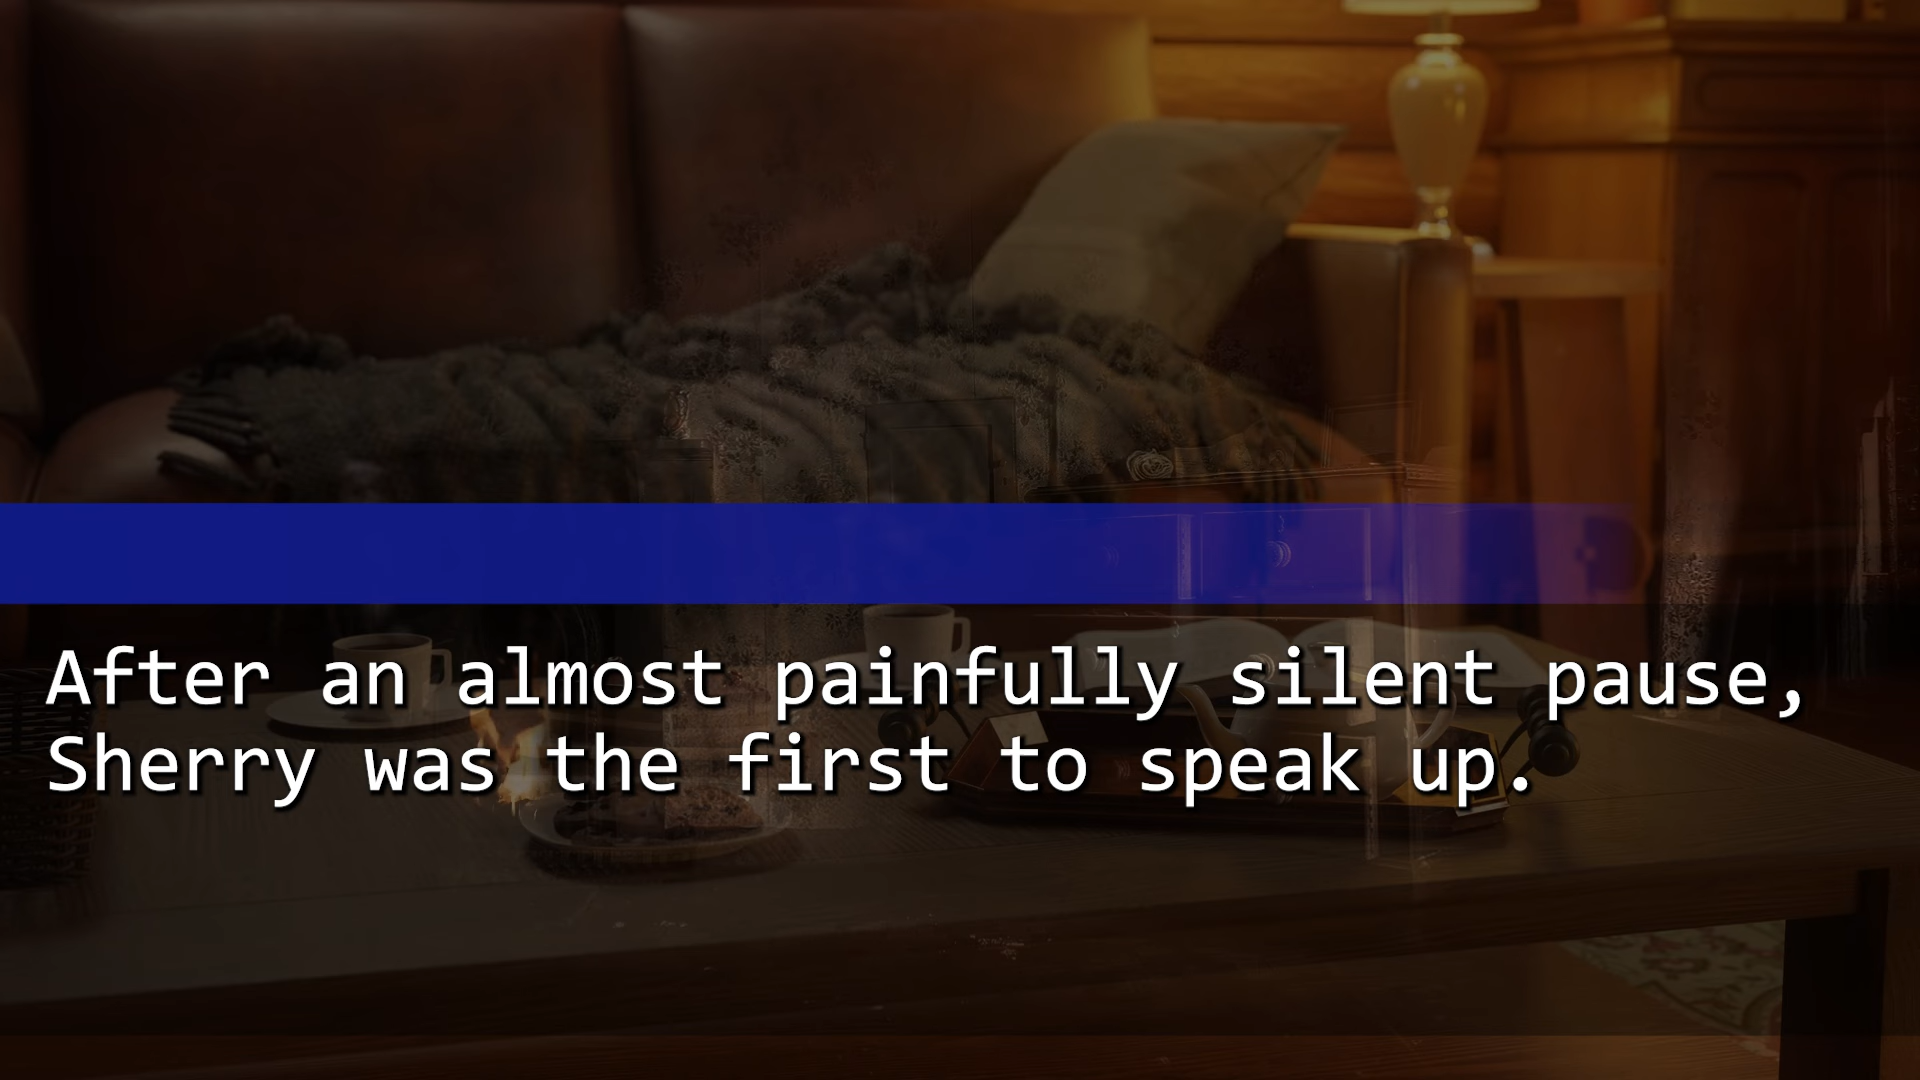 After an almost painfully silent pause,
Sherry was the first to speak up.